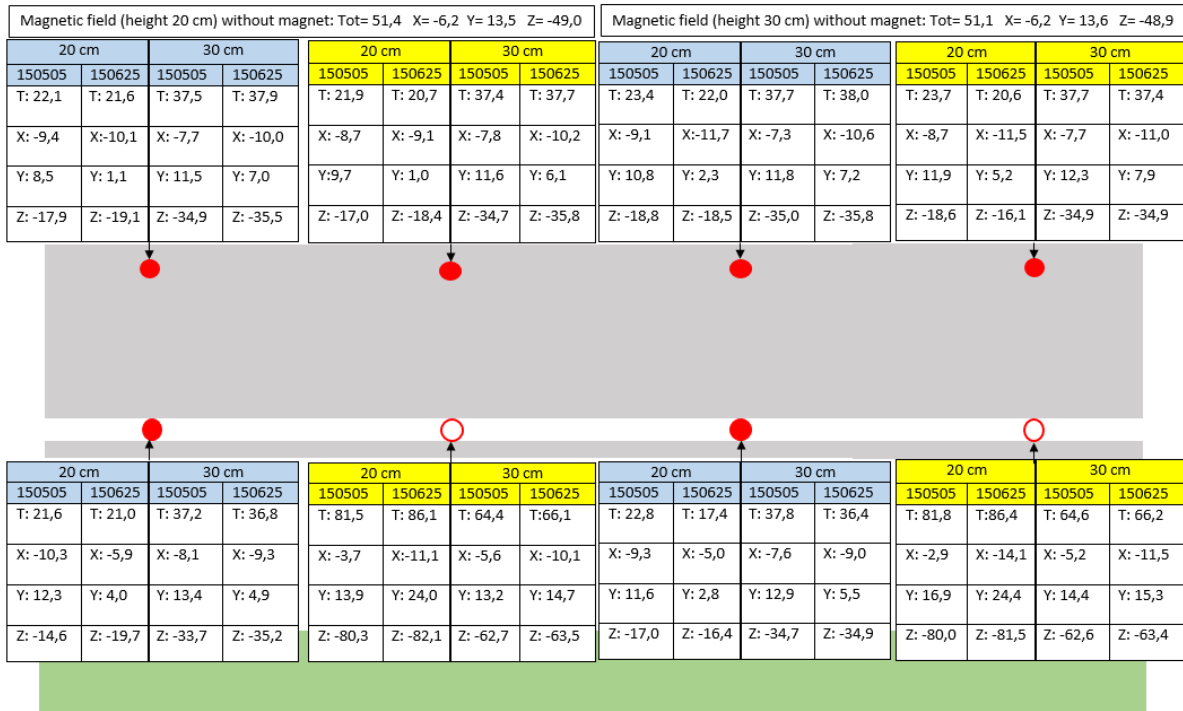 Magnetic field (height 20 cm) without magnet: Tot= 51,4 X= -6,2 Y= 13,5 Z= -49,0
Magnetic field (height 30 cm) without magnet: Tot= 51,1 X= -6,2 Y= 13,6 Z= -48,9
20 cm 30 cm
150505 150625 150505 150625
T: 22,1 T: 21,6 T: 37,5 T: 37,9
X: -9,4 X:-10,1 X: -7,7 X: -10,0
Y: 8,5 Y: 1,1 Y: 11,5 Y: 7,0
Z: -17,9 Z: -19,1 Z: -34,9 Z: -35,5
20 cm 30 cm
150505 150625 150505 150625
T: 21,9 T: 20,7 T: 37,4 T: 37,7
X: -8,7 X: -9,1 X: -7,8 X: -10,2
Y:9,7 Y: 1,0 Y: 11,6 Y: 6,1
Z: -17,0 Z: -18,4 Z: -34,7 Z: -35,8
20 cm 30 cm
150505 150625 150505 150625
T: 23,4 T: 22,0 T: 37,7 T: 38,0
X: -9,1 X:-11,7 X: -7,3 X: -10,6
Y: 10,8 Y: 2,3 Y: 11,8 Y: 7,2
Z: -18,8 Z: -18,5 Z: -35,0 Z: -35,8
20 cm 30 cm
150505 150625 150505 150625
T: 23,7 T: 20,6 T: 37,7 T: 37,4
X: -8,7 X: -11,5 X: -7,7 X: -11,0
Y: 11,9 Y: 5,2 Y: 12,3 Y: 7,9
Z: -18,6 Z: -16,1 Z: -34,9 Z: -34,9
20 cm 30 cm
150505 150625 150505 150625
T: 21,6 T: 21,0 T: 37,2 T: 36,8
X: -10,3 X: -5,9 X: -8,1 X: -9,3
Y: 12,3 Y: 4,0 Y: 13,4 Y: 4,9
Z: -14,6 Z: -19,7 Z: -33,7 Z: -35,2
20 cm 30 cm
150505 150625 150505 150625
T: 81,5 T: 86,1 T: 64,4 T:66,1
X: -3,7 X:-11,1 X: -5,6 X: -10,1
Y: 13,9 Y: 24,0 Y: 13,2 Y: 14,7
Z: -80,3 Z: -82,1 Z: -62,7 Z: -63,5
20 cm 30 cm
150505 150625 150505 150625
T: 22,8 T: 17,4 T: 37,8 T: 36,4
X: -9,3 X: -5,0 X: -7,6 X: -9,0
Y: 11,6 Y: 2,8 Y: 12,9 Y: 5,5
Z: -17,0 Z: -16,4 Z: -34,7 Z: -34,9
20 cm 30 cm
150505 150625 150505 150625
T: 81,8 T:86,4 T: 64,6 T: 66,2
X: -2,9 X: -14,1 X: -5,2 X: -11,5
Y: 16,9 Y: 24,4 Y: 14,4 Y: 15,3
Z: -80,0 Z: -81,5 Z: -62,6 Z: -63,4